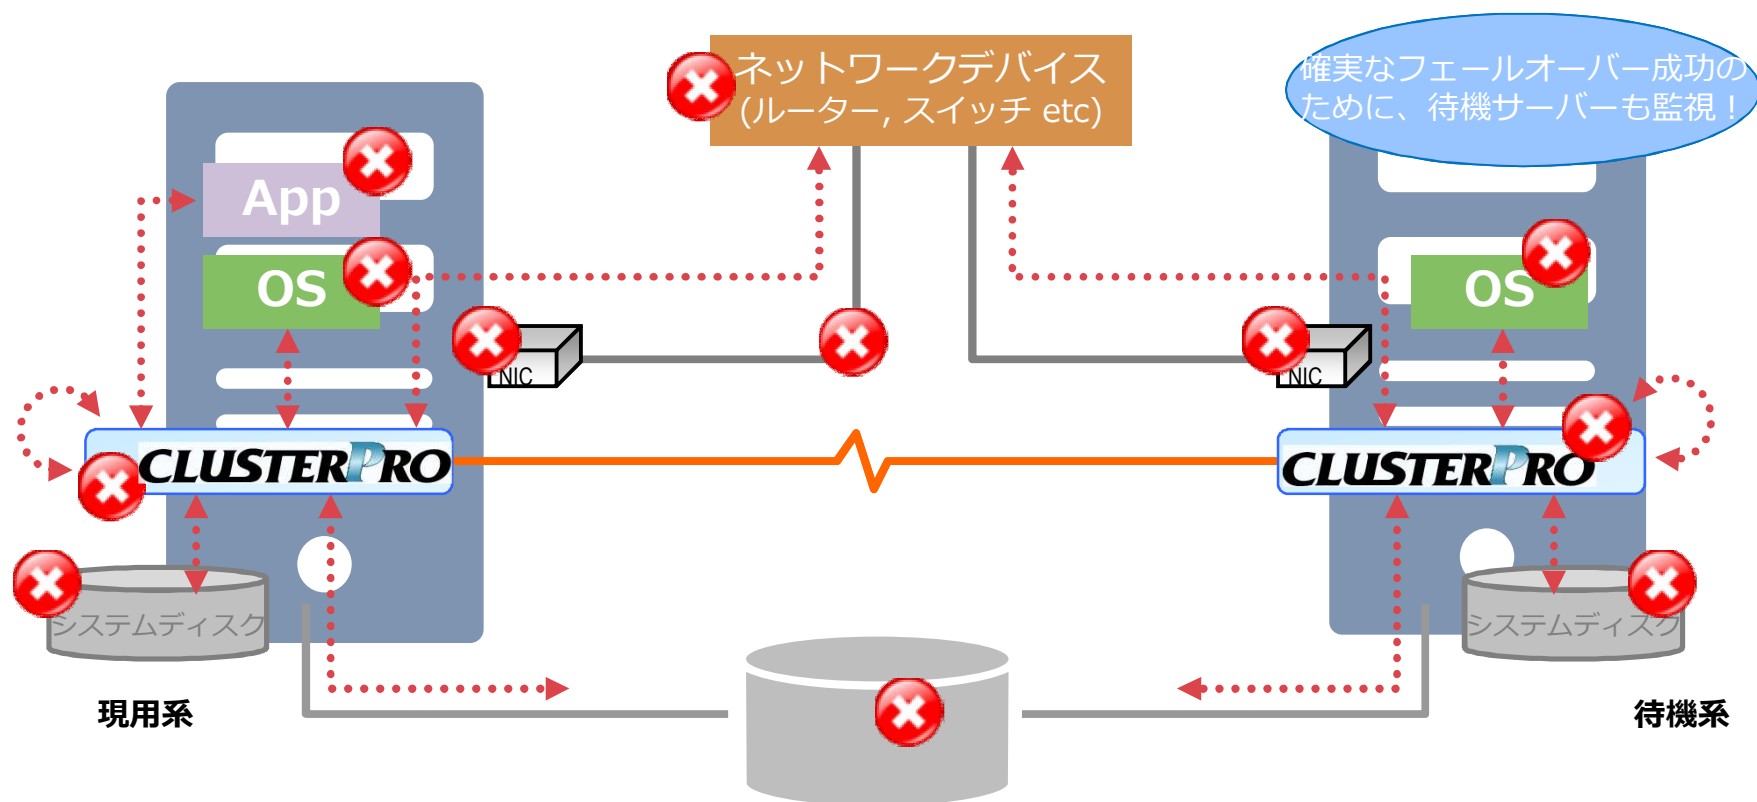 ネットワークデバイス
(ルーター, スイッチ etc)
確実なフェールオーバー成功の
ために、待機サーバーも監視！
App
OS
OS
NIC
NIC
CLUSTERPRO
CLUSTERPRO
システムディスク
システムディスク
現用系
待機系